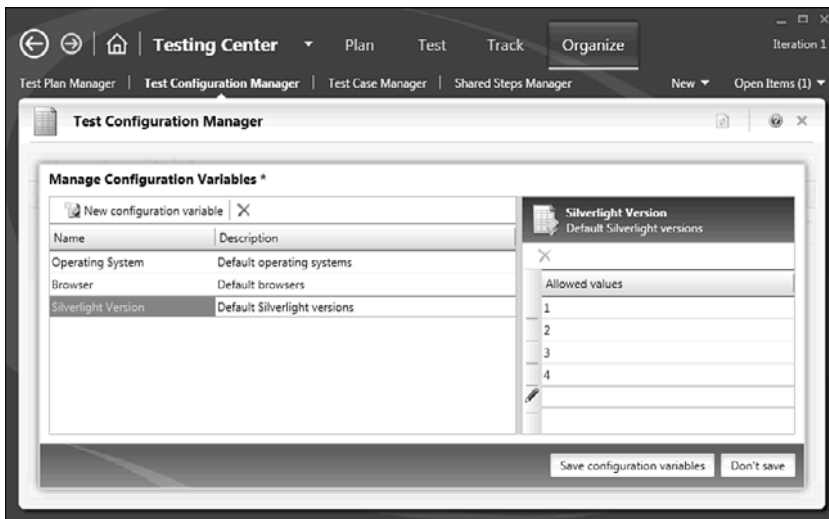 Testing Center Plan Test Track Organize Iteration 1
Test Plan Manager | Test Configuration Manager | Test Case Manager | Shared Steps Manager New Open Items (1)
Test Configuration Manager
Manage Configuration Variables *
New configuration variable
Name Description
Operating System Default operating systems
Browser Default browsers
Silverlight Version Default Silverlight versions
Silverlight Version
Default Silverlight versions
Allowed values
1
2
3
4
Save configuration variables Don't save